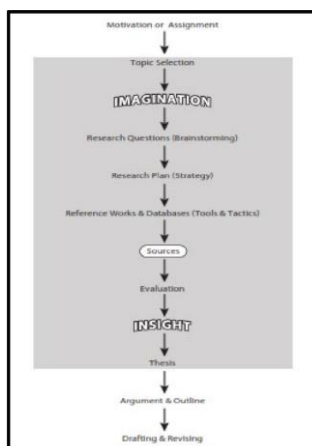 Motivation or Assignment
Topic Selection
IMAGINATION
Research Questions (Brainstorming)
Research Plan (Strategy)
Reference Works & Databases (Tools & Tactics)
Sources
Evaluation
INSIGHT
Thesis
Argument & Outline
Drafting & Revising